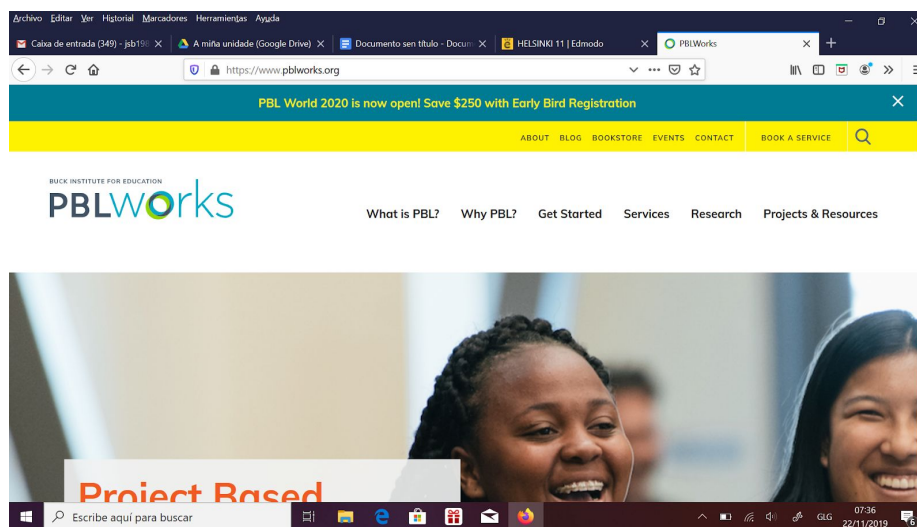 Archivo Editar Ver Historial Marcadores Herramientas Ayuda
Caixa de entrada (349) - jsb198
A miña unidade (Google Drive)
Documento sen título - Docum
HELSINKI 11 | Edmodo
PBLWorks
https://www.pblworks.org
PBL World 2020 is now open! Save $250 with Early Bird Registration
ABOUT BLOG BOOKSTORE EVENTS CONTACT BOOK A SERVICE
BUCK INSTITUTE FOR EDUCATION
PBLWorks
What is PBL? Why PBL? Get Started Services Research Projects & Resources
Project Based
Escribe aquí para buscar
GLG
07:36
22/11/2019